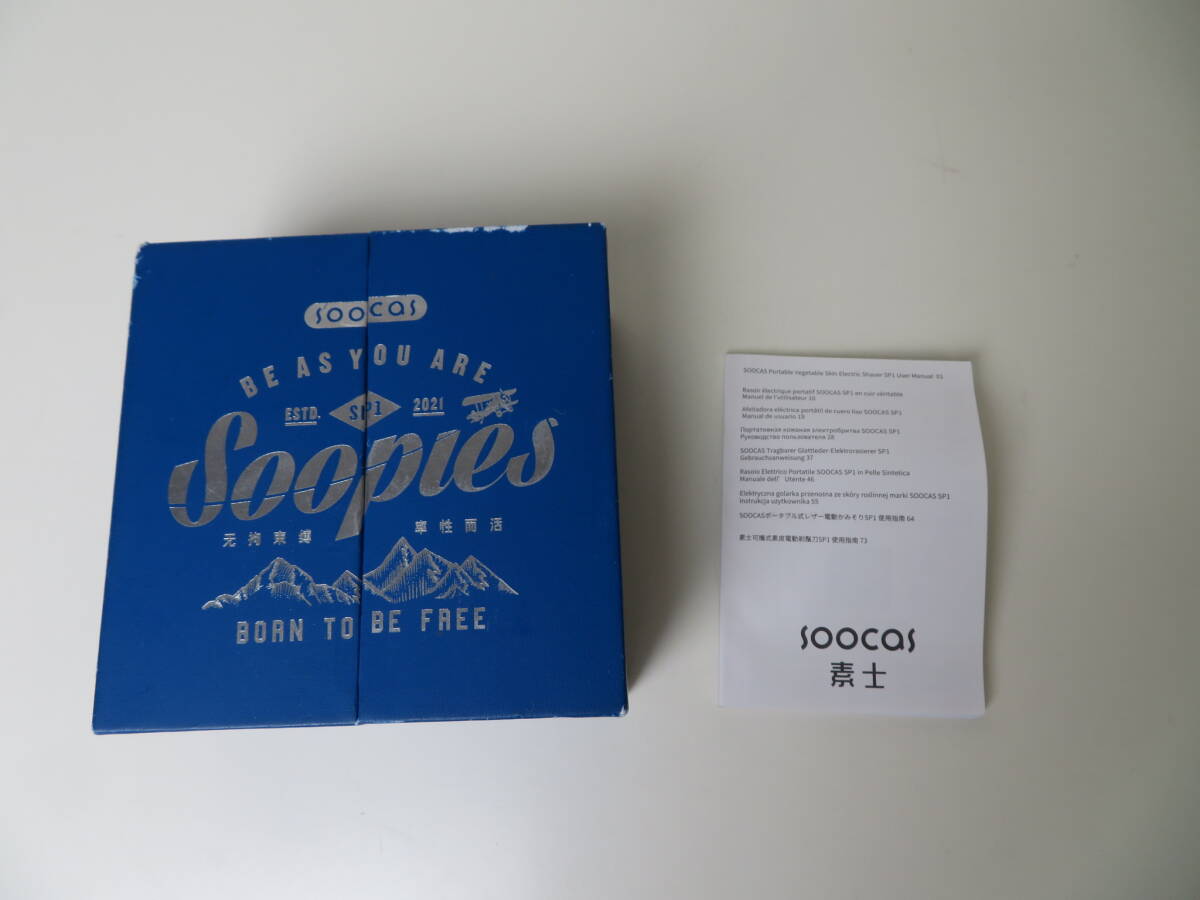 soocas
BE AS YOU ARE
ESTD. SP1 2021
Soopies
无拘束缚 率性而活
BORN TO BE FREE
SOOCAS Portable vegetable Skin Electric Shaver SP1 User Manual 01
Rasoir électrique portatif SOOCAS SP1 en cuir véritable
Manuel de l'utilisateur 10
Afeitadora eléctrica portátil de cuero liso SOOCAS SP1
Manual de usuario 19
Портативная кожаная электробритва SOOCAS SP1
Руководство пользователя 28
SOOCAS Tragbarer Glattleder-Elektrorasierer SP1
Gebrauchsanweisung 37
Rasoio Elettrico Portatile SOOCAS SP1 in Pelle Sintetica
Manuale dell' Utente 46
Elektryczna golarka przenośna ze skóry roślinnej marki SOOCAS SP1
Instrukcja użytkownika 55
SOOCASポータブル式レザー電動かみそりSP1 使用指南 64
素士可攜式素皮電動剃鬚刀SP1 使用指南 73
soocas
素士